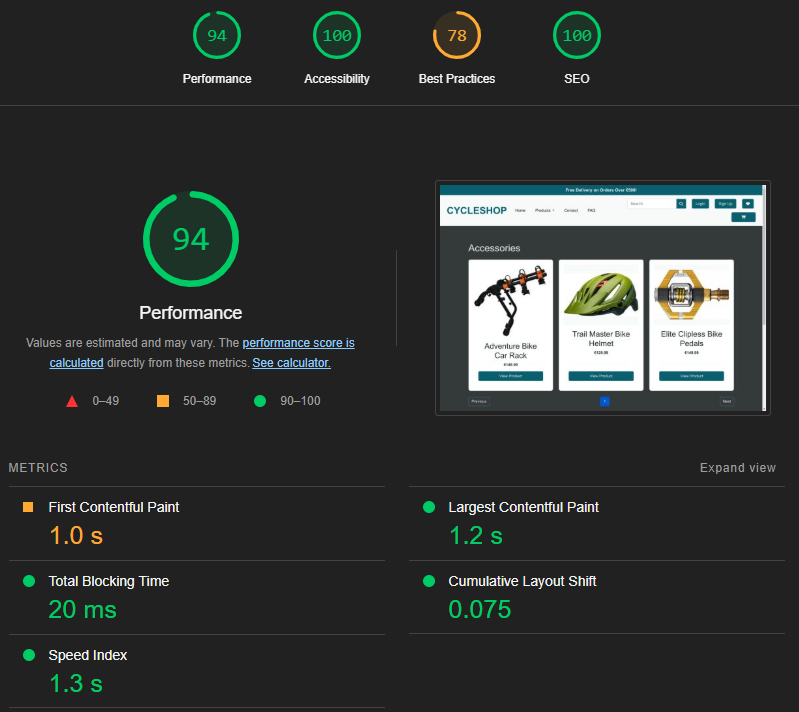 94
100
78
100
Performance
Accessibility
Best Practices
SEO
94
Performance
Values are estimated and may vary. The performance score is
calculated directly from these metrics. See calculator.
0–49
50–89
90–100
Free Delivery on Orders Over €500!
CYCLESHOP
Home
Products
Contact
FAQ
Search
Login
Sign Up
Accessories
Adventure Bike
Car Rack
€149.99
View Product
Trail Master Bike
Helmet
View Product
Elite Clipless Bike
Pedals
€149.99
View Product
Previous
1
Next
METRICS
Expand view
First Contentful Paint
1.0 s
Largest Contentful Paint
1.2 s
Total Blocking Time
20 ms
Cumulative Layout Shift
0.075
Speed Index
1.3 s